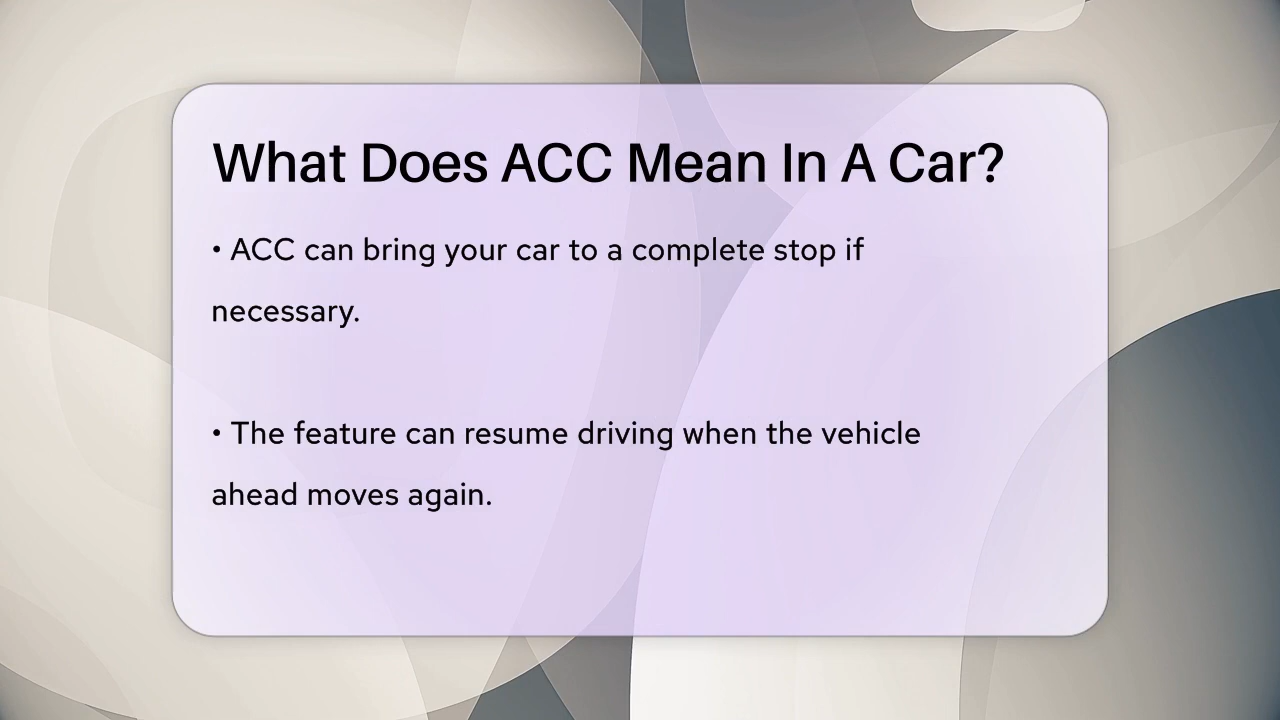 What Does ACC Mean In A Car?
• ACC can bring your car to a complete stop if
necessary.
• The feature can resume driving when the vehicle
ahead moves again.